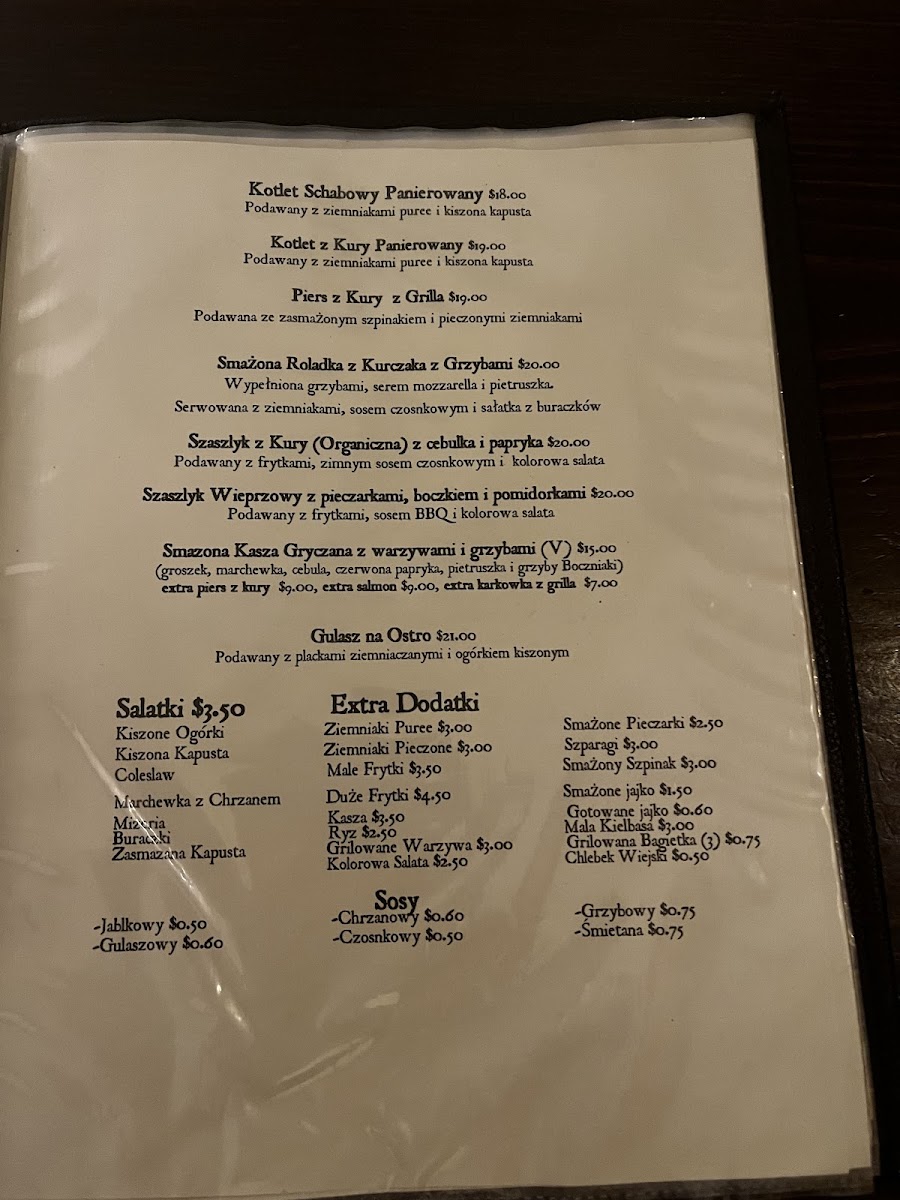 Kotlet Schabowy Panierowany $18.00
Podawany z ziemniakami puree i kiszona kapusta
Kotlet z Kury Panierowany $19.00
Podawany z ziemniakami puree i kiszona kapusta
Piers z Kury z Grilla $19.00
Podawana ze zasmażonym szpinakiem i pieczonymi ziemniakami
Smażona Roladka z Kurczaka z Grzybami $20.00
Wypełniona grzybami, serem mozzarella i pietruszka.
Serwowana z ziemniakami, sosem czosnkowym i sałatka z buraczków
Szaszlyk z Kury (Organiczna) z cebulka i papryka $20.00
Podawany z frytkami, zimnym sosem czosnkowym i kolorowa salata
Szaszlyk Wieprzowy z pieczarkami, boczkiem i pomidorkami $20.00
Podawany z frytkami, sosem BBQ i kolorowa salata
Smazona Kasza Gryczana z warzywami i grzybami (V) $15.00
(groszek, marchewka, cebula, czerwona papryka, pietruszka i grzyby Boczniaki)
extra piers z kury $9.00, extra salmon $9.00, extra karkowka z grilla $7.00
Gulasz na Ostro $21.00
Podawany z plackami ziemniaczanymi i ogórkiem kiszonym
Salatki $3.50
Kiszone Ogórki
Kiszona Kapusta
Coleslaw
Marchewka z Chrzanem
Mizeria
Buraczki
Zasmazana Kapusta
Extra Dodatki
Ziemniaki Puree $3.00
Ziemniaki Pieczone $3.00
Male Frytki $3.50
Duże Frytki $4.50
Kasza $3.50
Ryz $2.50
Grilowane Warzywa $3.00
Kolorowa Salata $2.50
Smażone Pieczarki $2.50
Szparagi $3.00
Smażony Szpinak $3.00
Smażone jajko $1.50
Gotowane jajko $0.60
Mala Kielbasa $3.00
Grilowana Bagietka (3) $0.75
Chlebek Wiejski $0.50
Sosy
-Jablkowy $0.50
-Gulaszowy $0.60
-Chrzanowy $0.60
-Czosnkowy $0.50
-Grzybowy $0.75
-Śmietana $0.75